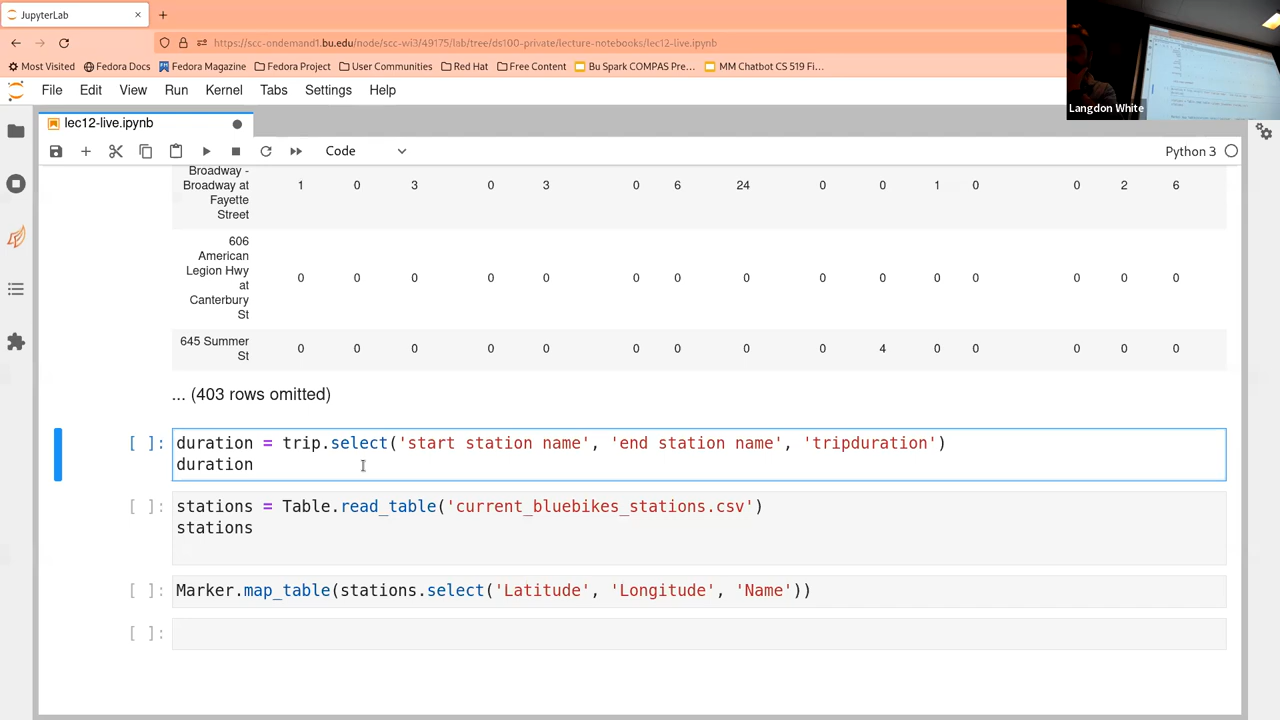 JupyterLab
https://scc-ondemand1.bu.edu/node/scc-wi3/49175/lab/tree/ds100-private/lecture-notebooks/lec12-live.ipynb
Most Visited Fedora Docs Fedora Magazine Fedora Project User Communities Red Hat Free Content Bu Spark COMPAS Pre... MM Chatbot CS 519 Fi...
Langdon White
File Edit View Run Kernel Tabs Settings Help
lec12-live.ipynb
Code Python 3
Broadway -
Broadway at
Fayette
Street
1 0 3 0 3 0 6 24 0 0 1 0 0 2 6
606
American
Legion Hwy
at
Canterbury
St
0 0 0 0 0 0 0 0 0 0 0 0 0 0 0
645 Summer
St
0 0 0 0 0 0 0 0 0 4 0 0 0 0 0
... (403 rows omitted)
[ ]: duration = trip.select('start station name', 'end station name', 'tripduration')
duration
[ ]: stations = Table.read_table('current_bluebikes_stations.csv')
stations
[ ]: Marker.map_table(stations.select('Latitude', 'Longitude', 'Name'))
[ ]: